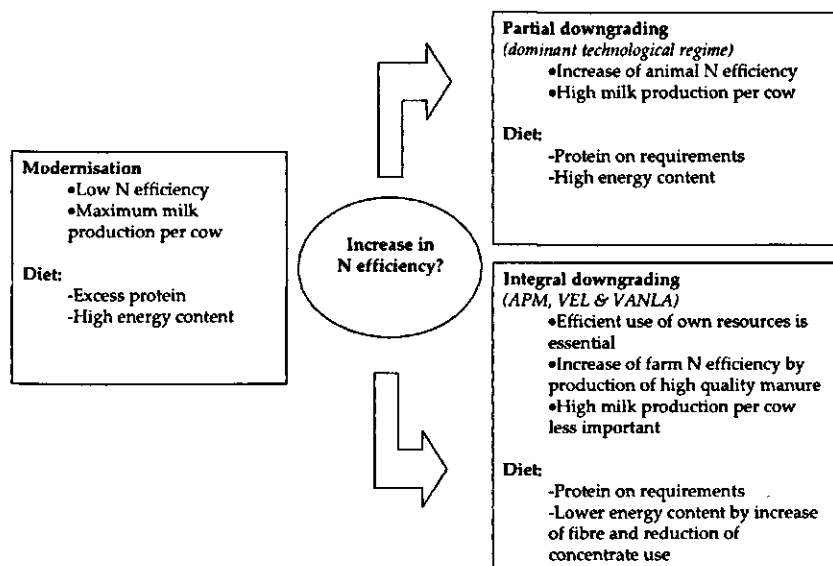 Modernisation
•Low N efficiency
•Maximum milk
production per cow
Diet:
-Excess protein
-High energy content
Increase in
N efficiency?
Partial downgrading
(dominant technological regime)
•Increase of animal N efficiency
•High milk production per cow
Diet:
-Protein on requirements
-High energy content
Integral downgrading
(APM, VEL & VANLA)
•Efficient use of own resources is
essential
•Increase of farm N efficiency by
production of high quality manure
•High milk production per cow
less important
Diet:
-Protein on requirements
-Lower energy content by increase
of fibre and reduction of
concentrate use